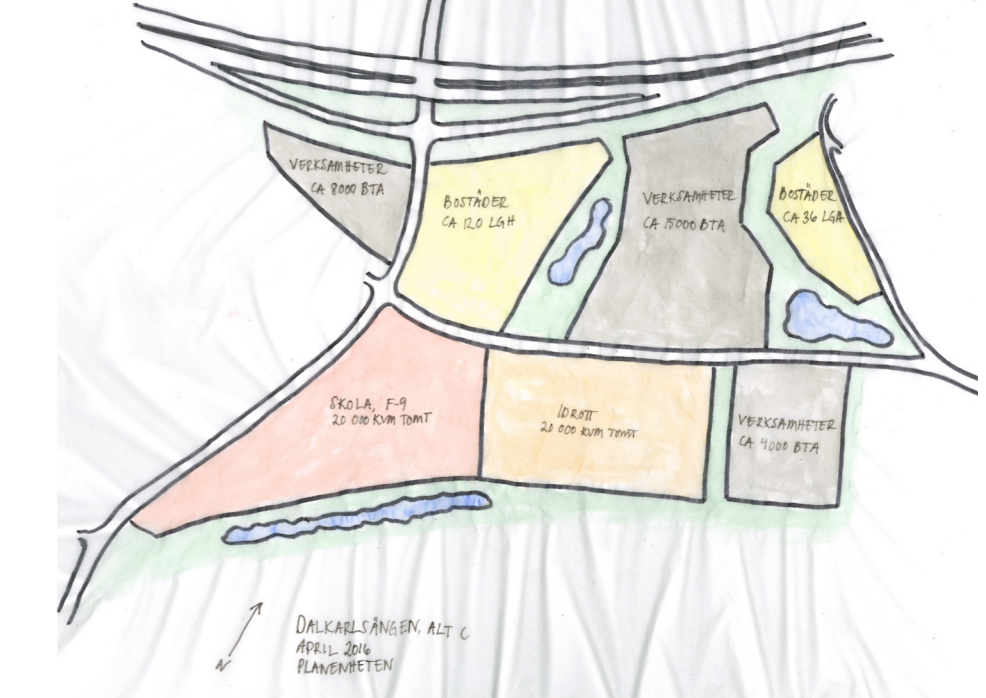 VERKSAMHETER
CA 8000 BTA
BOSTÄDER
CA 120 LGH
VERKSAMHETER
CA 15000 BTA
BOSTÄDER
CA 36 LGH
SKOLA, F-9
20 000 KVM TOMT
IDROTT
20 000 KVM TOMT
VERKSAMHETER
CA 4000 BTA
N
DALKARLSÄNGEN, ALT C
APRIL 2016
PLANENHETEN